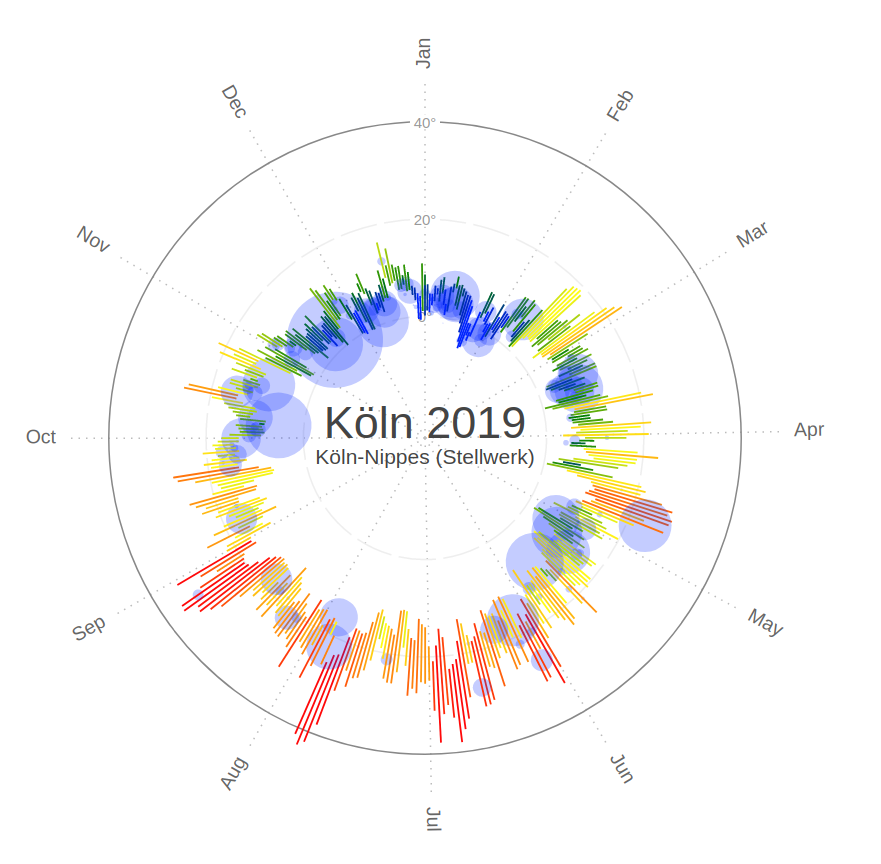 Jan
Feb
Mar
Apr
May
Jun
Jul
Aug
Sep
Oct
Nov
Dec
40°
20°
Köln 2019
Köln-Nippes (Stellwerk)